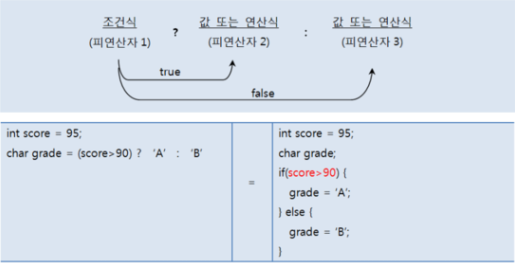 조건식 ? 값 또는 연산식 : 값 또는 연산식
(피연산자 1) (피연산자 2) (피연산자 3)
true
false
int score = 95;
char grade = (score>90) ? 'A' : 'B'
=
int score = 95;
char grade;
if(score>90) {
grade = 'A';
} else {
grade = 'B';
}